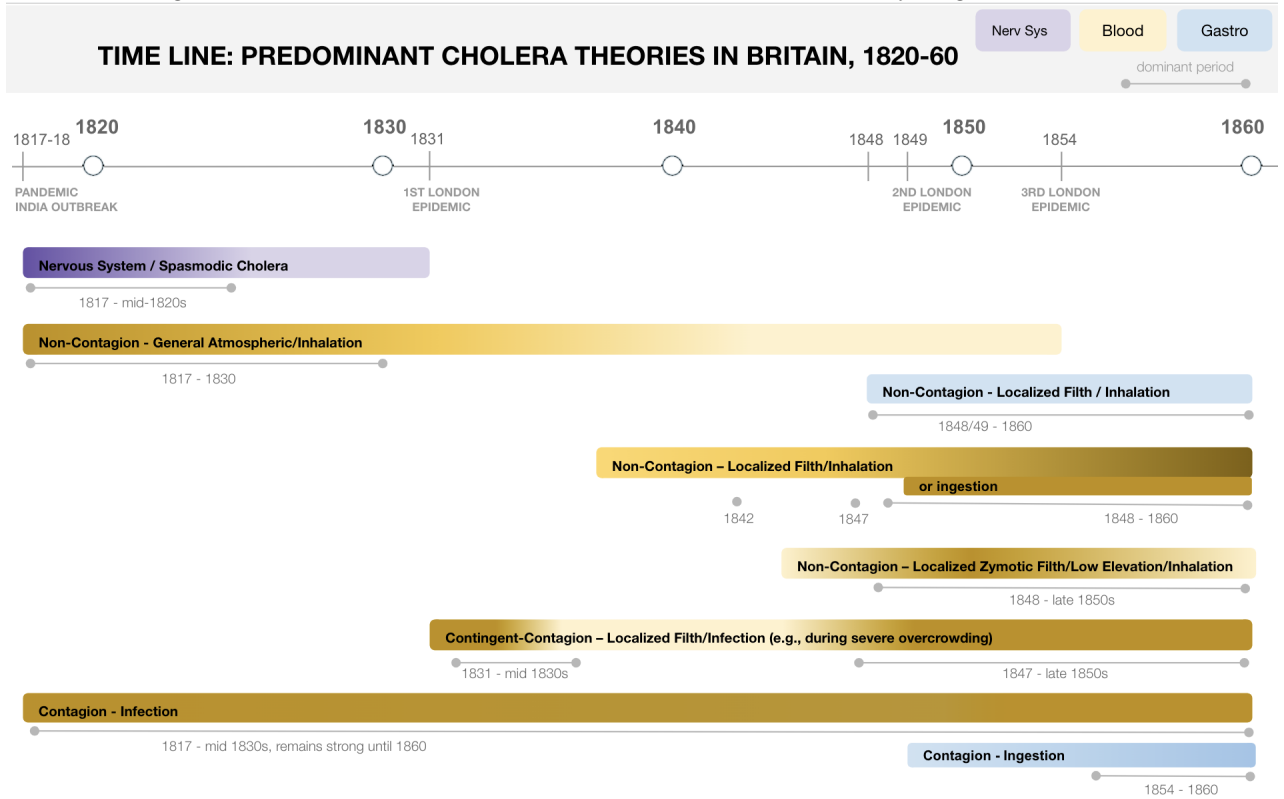 Nerv Sys
Blood
Gastro
TIME LINE: PREDOMINANT CHOLERA THEORIES IN BRITAIN, 1820-60
dominant period
1817-18
1820
1830
1831
1840
1848
1849
1850
1854
1860
PANDEMIC
INDIA OUTBREAK
1ST LONDON
EPIDEMIC
2ND LONDON
EPIDEMIC
3RD LONDON
EPIDEMIC
Nervous System / Spasmodic Cholera
1817 - mid-1820s
Non-Contagion - General Atmospheric/Inhalation
1817 - 1830
Non-Contagion - Localized Filth / Inhalation
1848/49 - 1860
Non-Contagion – Localized Filth/Inhalation
or ingestion
1842
1847
1848 - 1860
Non-Contagion – Localized Zymotic Filth/Low Elevation/Inhalation
1848 - late 1850s
Contingent-Contagion – Localized Filth/Infection (e.g., during severe overcrowding)
1831 - mid 1830s
1847 - late 1850s
Contagion - Infection
1817 - mid 1830s, remains strong until 1860
Contagion - Ingestion
1854 - 1860